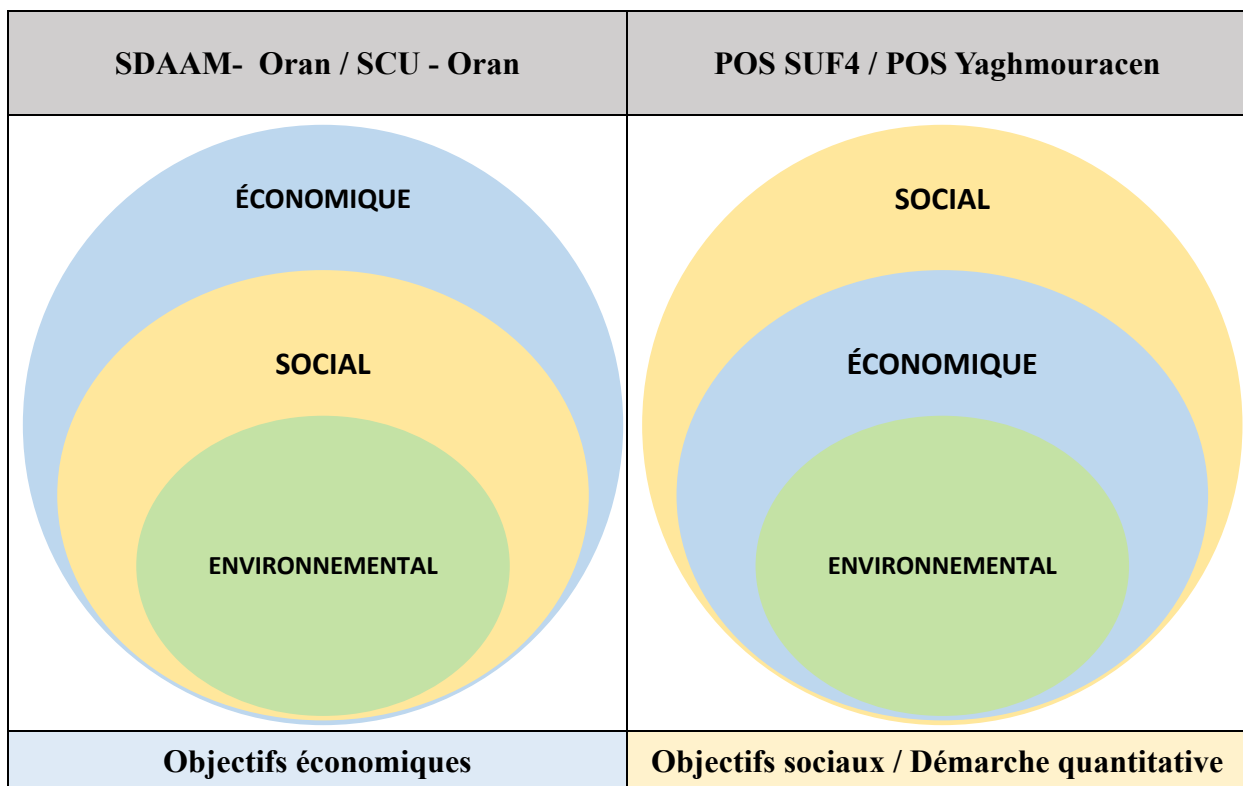 SDAAM-  Oran / SCU - Oran
POS SUF4 / POS Yaghmouracen
ÉCONOMIQUE
SOCIAL
ENVIRONNEMENTAL
SOCIAL
ÉCONOMIQUE
ENVIRONNEMENTAL
Objectifs économiques
Objectifs sociaux / Démarche quantitative